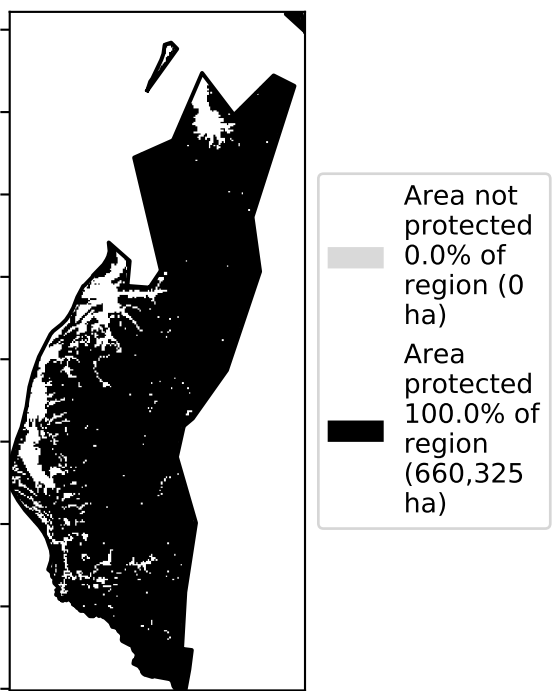 Area not
protected
0.0% of
region (0
ha)
Area
protected
100.0% of
region
(660,325
ha)